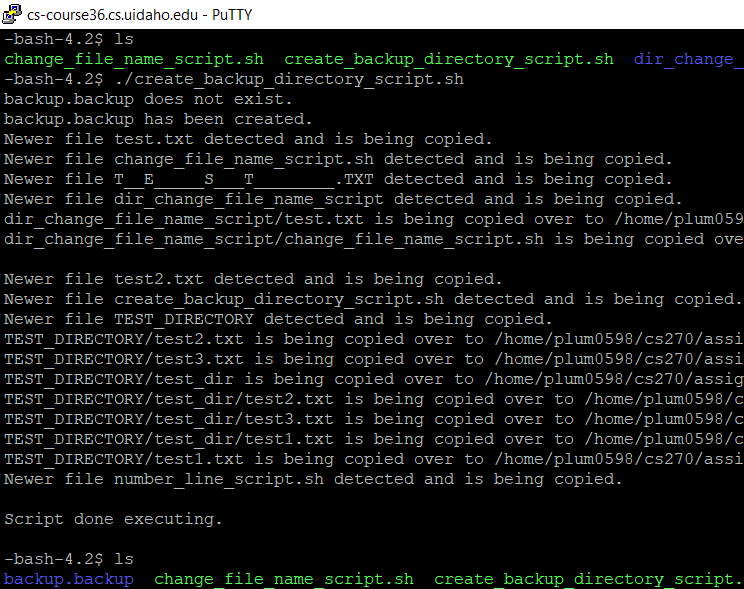 cs-course36.cs.uidaho.edu - PuTTY
-bash-4.2$ ls
change_file_name_script.sh  create_backup_directory_script.sh  dir_change_
-bash-4.2$ ./create_backup_directory_script.sh
backup.backup does not exist.
backup.backup has been created.
Newer file test.txt detected and is being copied.
Newer file change_file_name_script.sh detected and is being copied.
Newer file T__E_____S___T________.TXT detected and is being copied.
Newer file dir_change_file_name_script detected and is being copied.
dir_change_file_name_script/test.txt is being copied over to /home/plum059
dir_change_file_name_script/change_file_name_script.sh is being copied ove
Newer file test2.txt detected and is being copied.
Newer file create_backup_directory_script.sh detected and is being copied.
Newer file TEST_DIRECTORY detected and is being copied.
TEST_DIRECTORY/test2.txt is being copied over to /home/plum0598/cs270/assi
TEST_DIRECTORY/test3.txt is being copied over to /home/plum0598/cs270/assi
TEST_DIRECTORY/test_dir is being copied over to /home/plum0598/cs270/assig
TEST_DIRECTORY/test_dir/test2.txt is being copied over to /home/plum0598/c
TEST_DIRECTORY/test_dir/test3.txt is being copied over to /home/plum0598/c
TEST_DIRECTORY/test_dir/test1.txt is being copied over to /home/plum0598/c
TEST_DIRECTORY/test1.txt is being copied over to /home/plum0598/cs270/assi
Newer file number_line_script.sh detected and is being copied.
Script done executing.
-bash-4.2$ ls
backup.backup  change_file_name_script.sh  create_backup_directory_script.